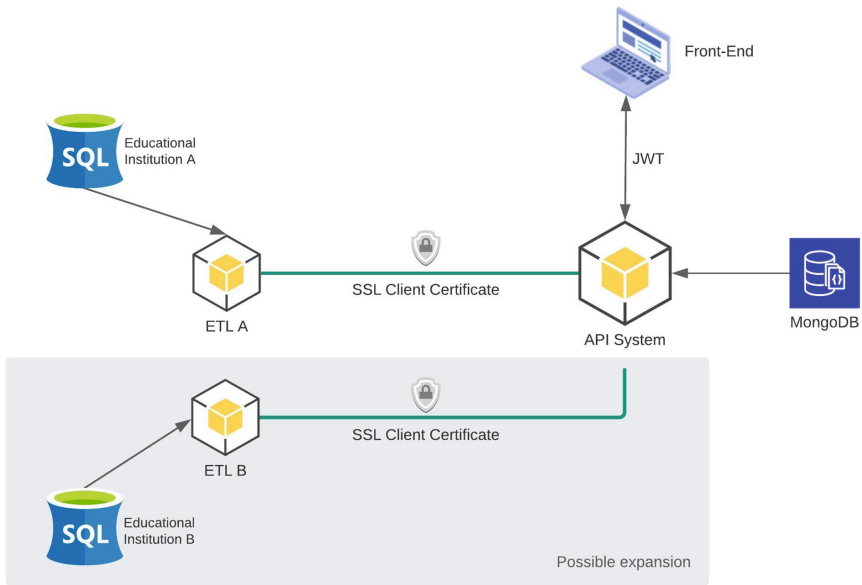 Front-End
SQL
Educational
Institution A
JWT
SSL Client Certificate
ETL A
API System
{}
MongoDB
SSL Client Certificate
ETL B
SQL
Educational
Institution B
Possible expansion